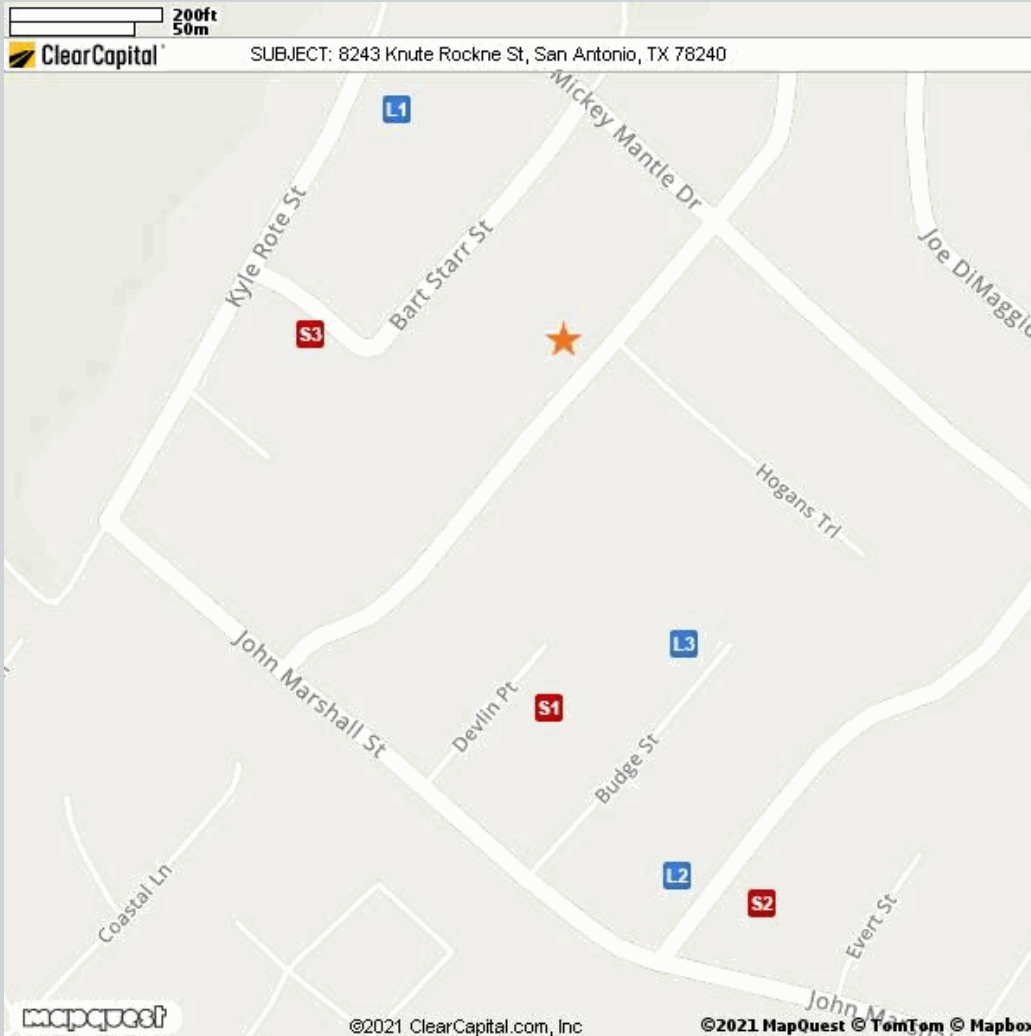 200ft
50m
ClearCapital
SUBJECT: 8243 Knute Rockne St, San Antonio, TX 78240
Mickey Mantle Dr
L1
Kyle Rote St
Bart Starr St
Joe DiMaggio
S3
Hogans Trl
John Marshall St
L3
Devlin Pt
S1
Budge St
L2
S2
Coastal Ln
Evert St
John
mapquest
©2021 ClearCapital.com, Inc
©2021 MapQuest © TomTom © Mapbox